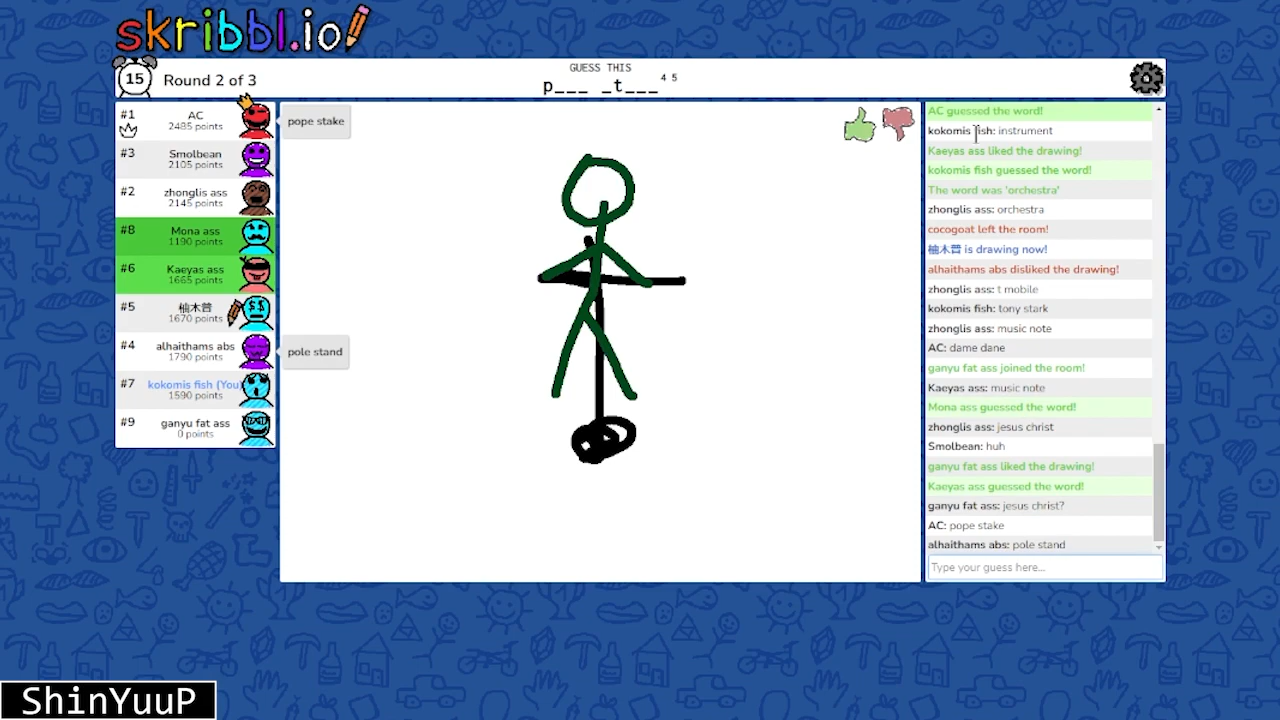 skribbl.io
15
Round 2 of 3
GUESS THIS
p___ _t___ 4 5
#1
AC
2485 points
#3
Smolbean
2105 points
#2
zhonglis ass
2145 points
#8
Mona ass
1190 points
#6
Kaeyas ass
1665 points
#5
柚木普
1670 points
#4
alhaithams abs
1790 points
#7
kokomis fish (You)
1590 points
#9
ganyu fat ass
0 points
pope stake
pole stand
AC guessed the word!
kokomis fish: instrument
Kaeyas ass liked the drawing!
kokomis fish guessed the word!
The word was 'orchestra'
zhonglis ass: orchestra
cocogoat left the room!
柚木普 is drawing now!
alhaithams abs disliked the drawing!
zhonglis ass: t mobile
kokomis fish: tony stark
zhonglis ass: music note
AC: dame dane
ganyu fat ass joined the room!
Kaeyas ass: music note
Mona ass guessed the word!
zhonglis ass: jesus christ
Smolbean: huh
ganyu fat ass liked the drawing!
Kaeyas ass guessed the word!
ganyu fat ass: jesus christ?
AC: pope stake
alhaithams abs: pole stand
Type your guess here...
ShinYuuP